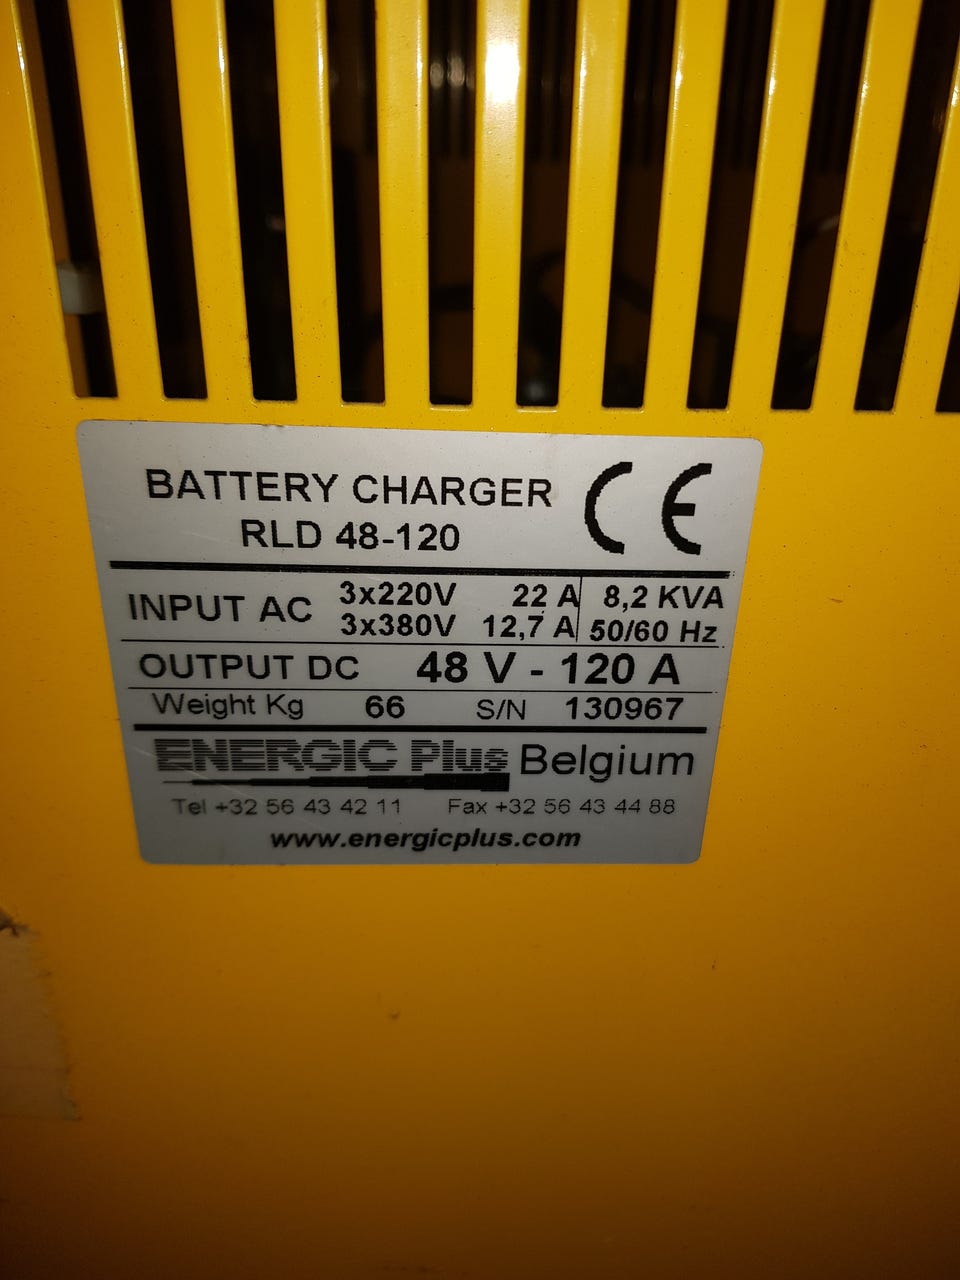 BATTERY CHARGER CE
RLD 48-120
INPUT AC 3x220V 22 A 8,2 KVA
3x380V 12,7 A 50/60 Hz
OUTPUT DC 48 V - 120 A
Weight Kg 66 S/N 130967
ENERGIC Plus Belgium
Tel +32 56 43 42 11 Fax +32 56 43 44 88
www.energicplus.com